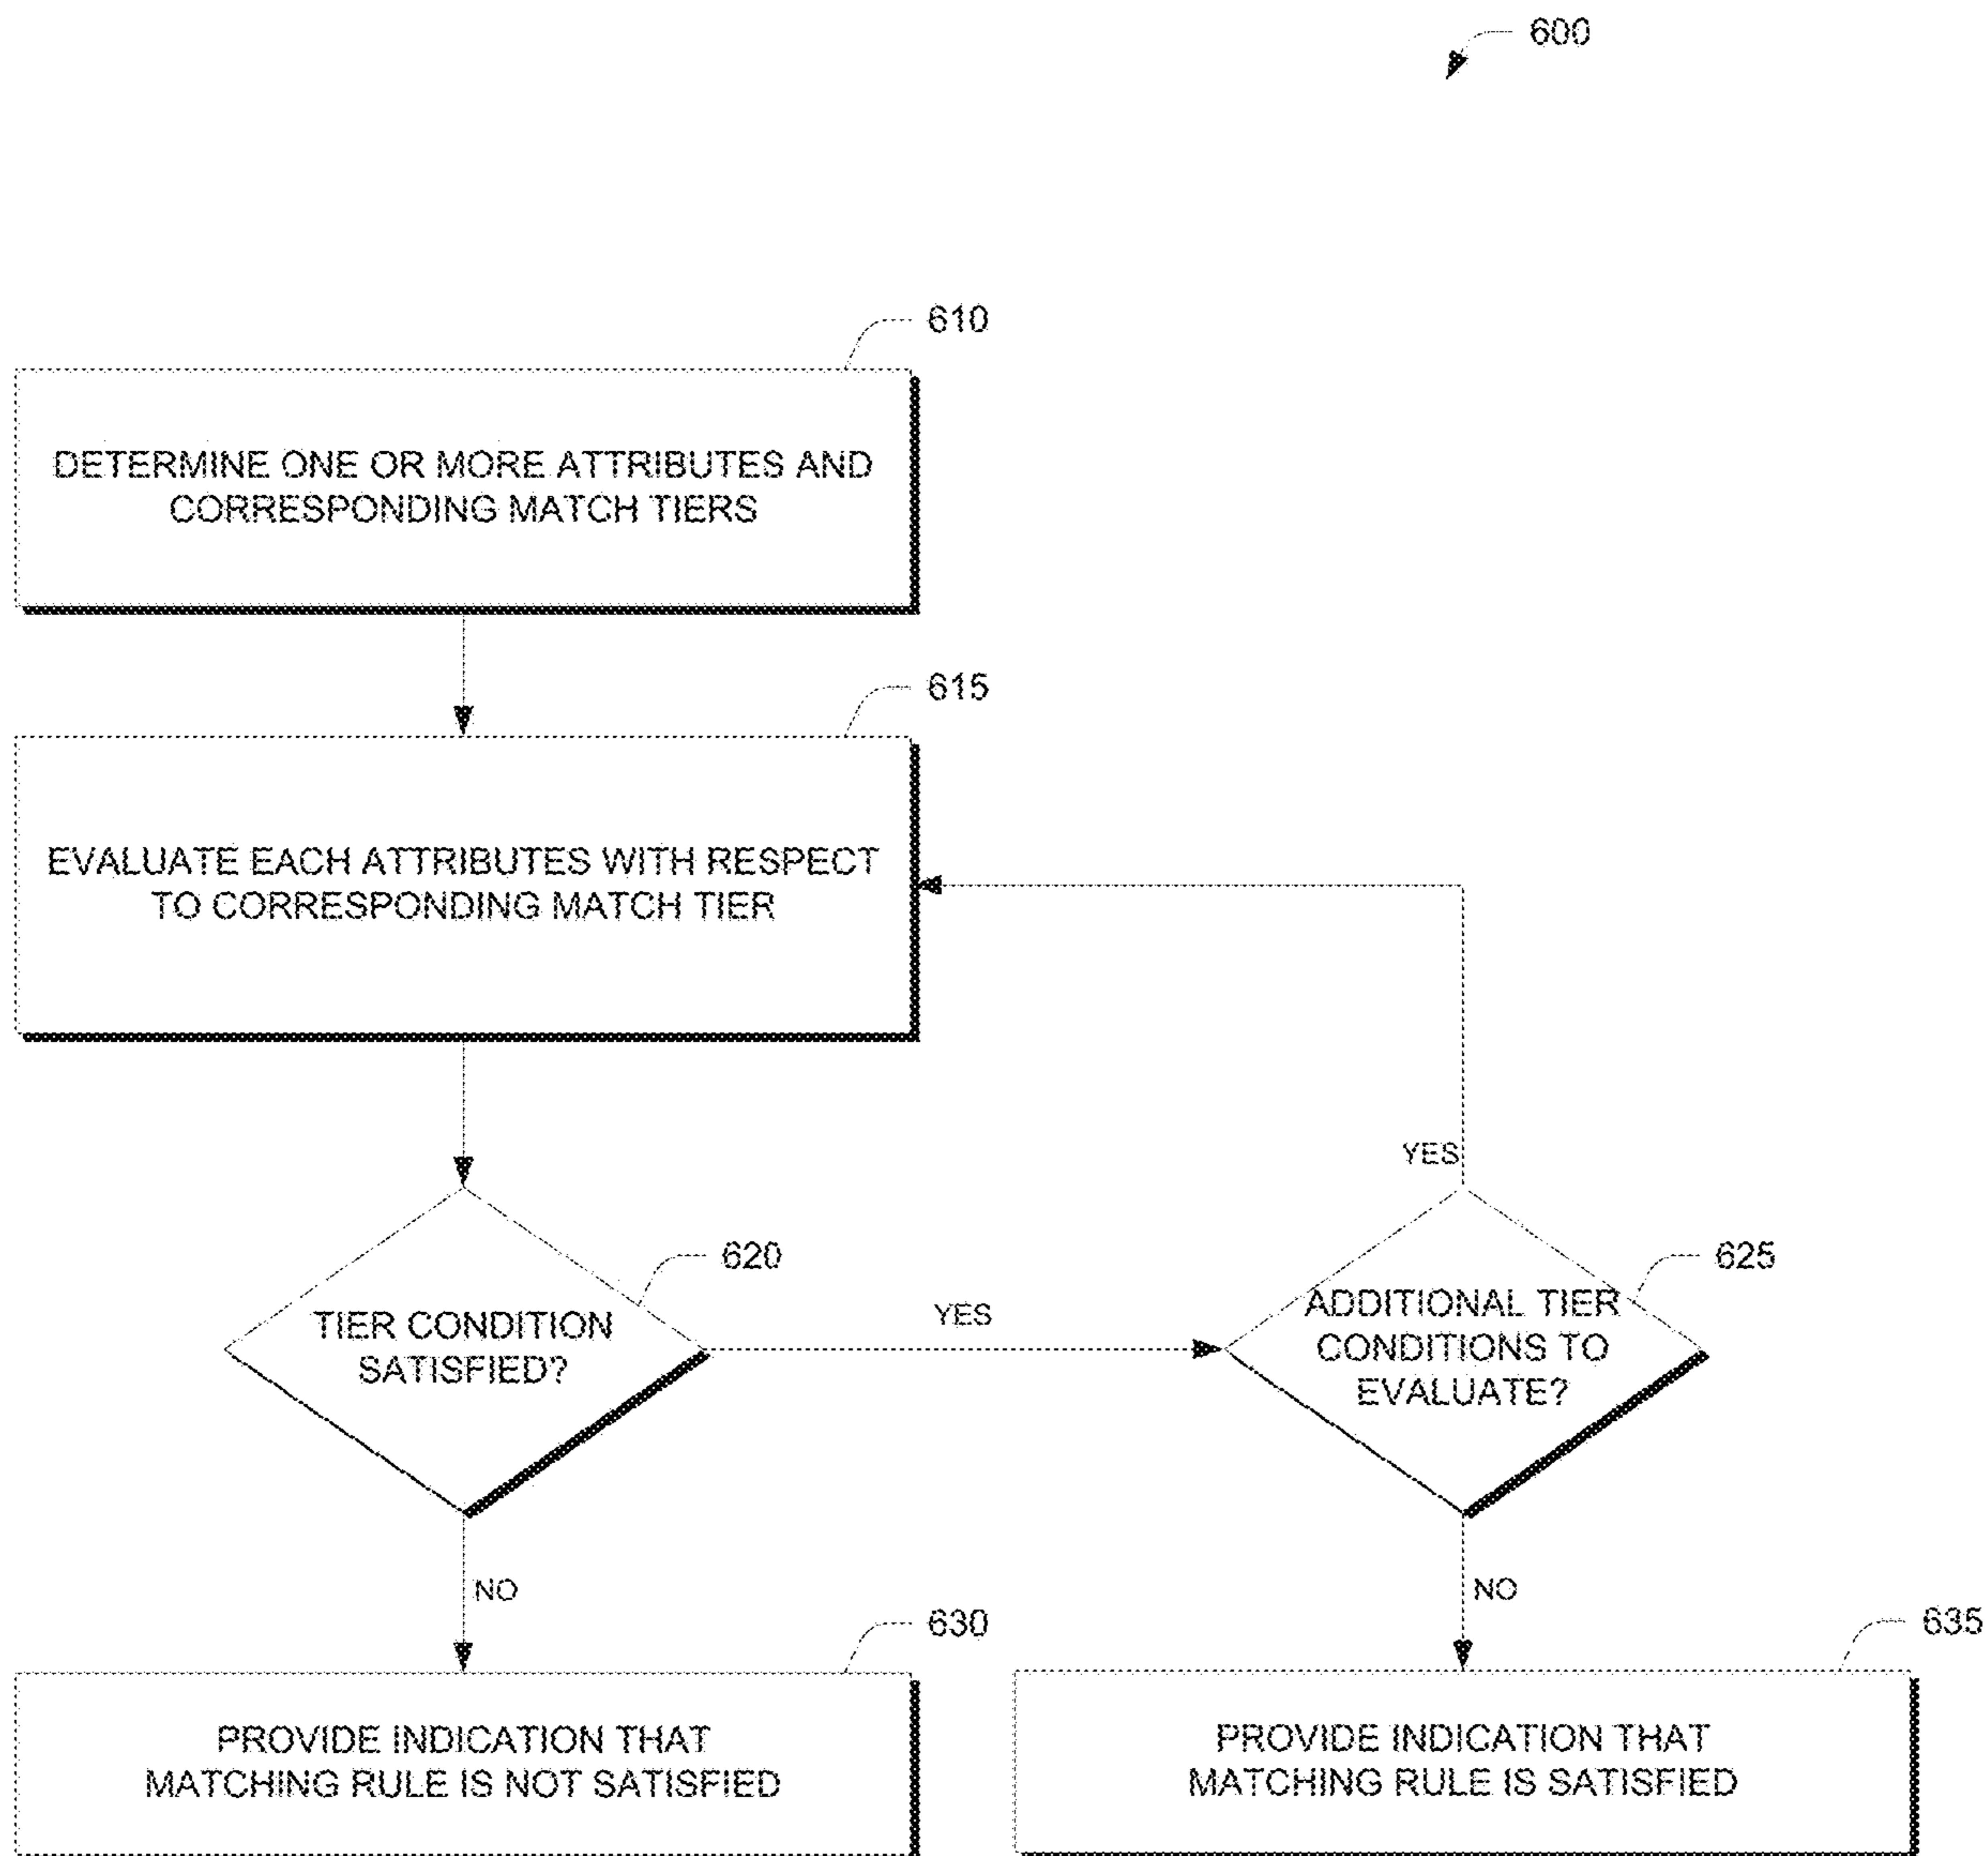 600
610
DETERMINE ONE OR MORE ATTRIBUTES AND
CORRESPONDING MATCH TIERS
615
EVALUATE EACH ATTRIBUTES WITH RESPECT
TO CORRESPONDING MATCH TIER
620
TIER CONDITION
SATISFIED?
YES
YES
625
ADDITIONAL TIER
CONDITIONS TO
EVALUATE?
NO
NO
630
PROVIDE INDICATION THAT
MATCHING RULE IS NOT SATISFIED
635
PROVIDE INDICATION THAT
MATCHING RULE IS SATISFIED